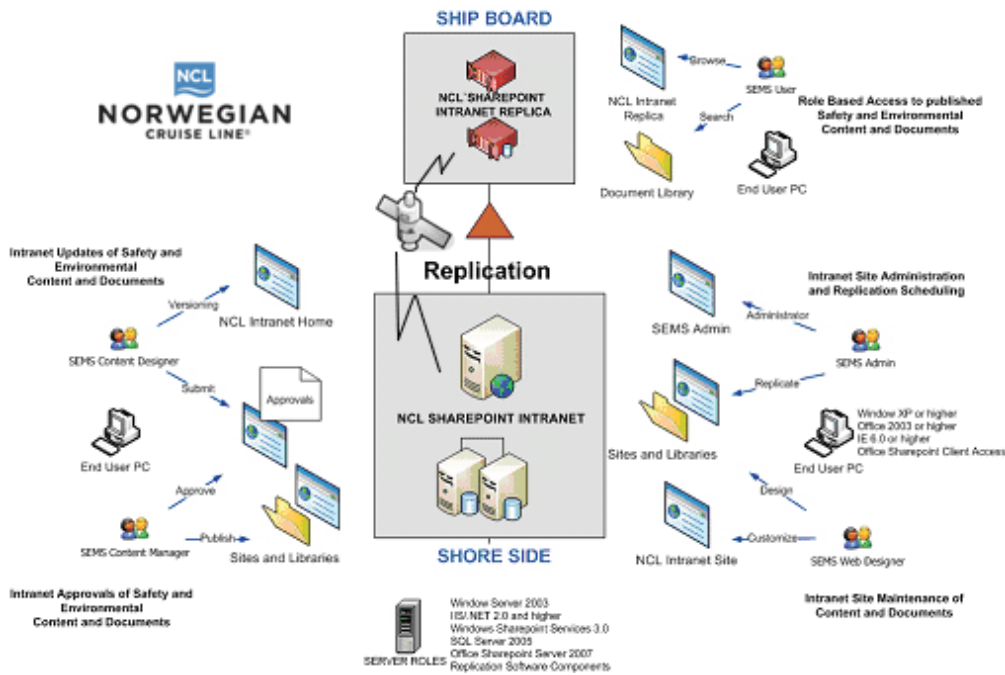 SHIP BOARD
NCL
NORWEGIAN
CRUISE LINE®
NCL`SHAREPOINT
INTRANET REPLICA
NCL Intranet
Replica
Browse
SEMS User
Search
Document Library
End User PC
Role Based Access to published
Safety and Environmental
Content and Documents
Replication
Intranet Updates of Safety and
Environmental
Content and Documents
Versioning
NCL Intranet Home
SEMS Content Designer
Submit
Approvals
End User PC
Approve
SEMS Content Manager
Publish
Sites and Libraries
Intranet Approvals of Safety and
Environmental
Content and Documents
NCL SHAREPOINT INTRANET
SHORE SIDE
Intranet Site Administration
and Replication Scheduling
SEMS Admin
Administrator
SEMS Admin
Replicate
Sites and Libraries
Window XP or higher
Office 2003 or higher
IE 6.0 or higher
Office Sharepoint Client Access
End User PC
Design
NCL Intranet Site
Customize
SEMS Web Designer
Intranet Site Maintenance of
Content and Documents
SERVER ROLES
Window Server 2003
IIS/.NET 2.0 and higher
Windows Sharepoint Services 3.0
SQL Server 2005
Office Sharepoint Server 2007
Replication Software Components